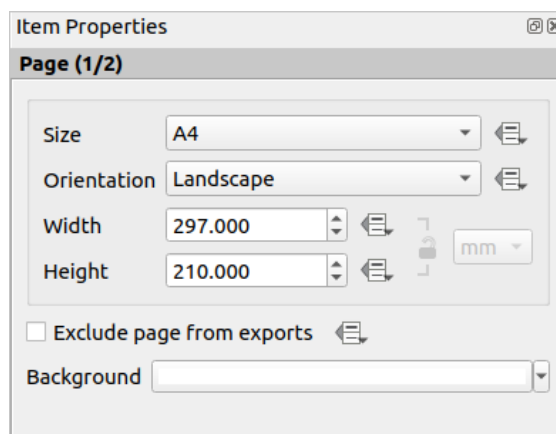 Item Properties
Page (1/2)
Size A4
Orientation Landscape
Width 297.000
mm
Height 210.000
Exclude page from exports
Background